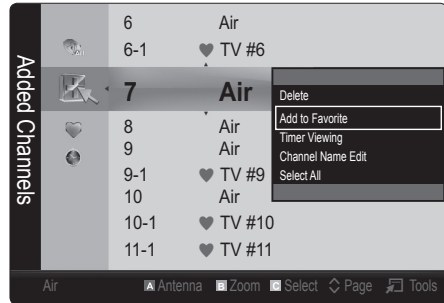 Added Channels
All
6 Air
6-1 ♥ TV #6
7 Air
8 Air
9 Air
9-1 ♥ TV #9
10 Air
10-1 ♥ TV #10
11-1 ♥ TV #11
Delete
Add to Favorite
Timer Viewing
Channel Name Edit
Select All
Air A Antenna B Zoom C Select Page Tools